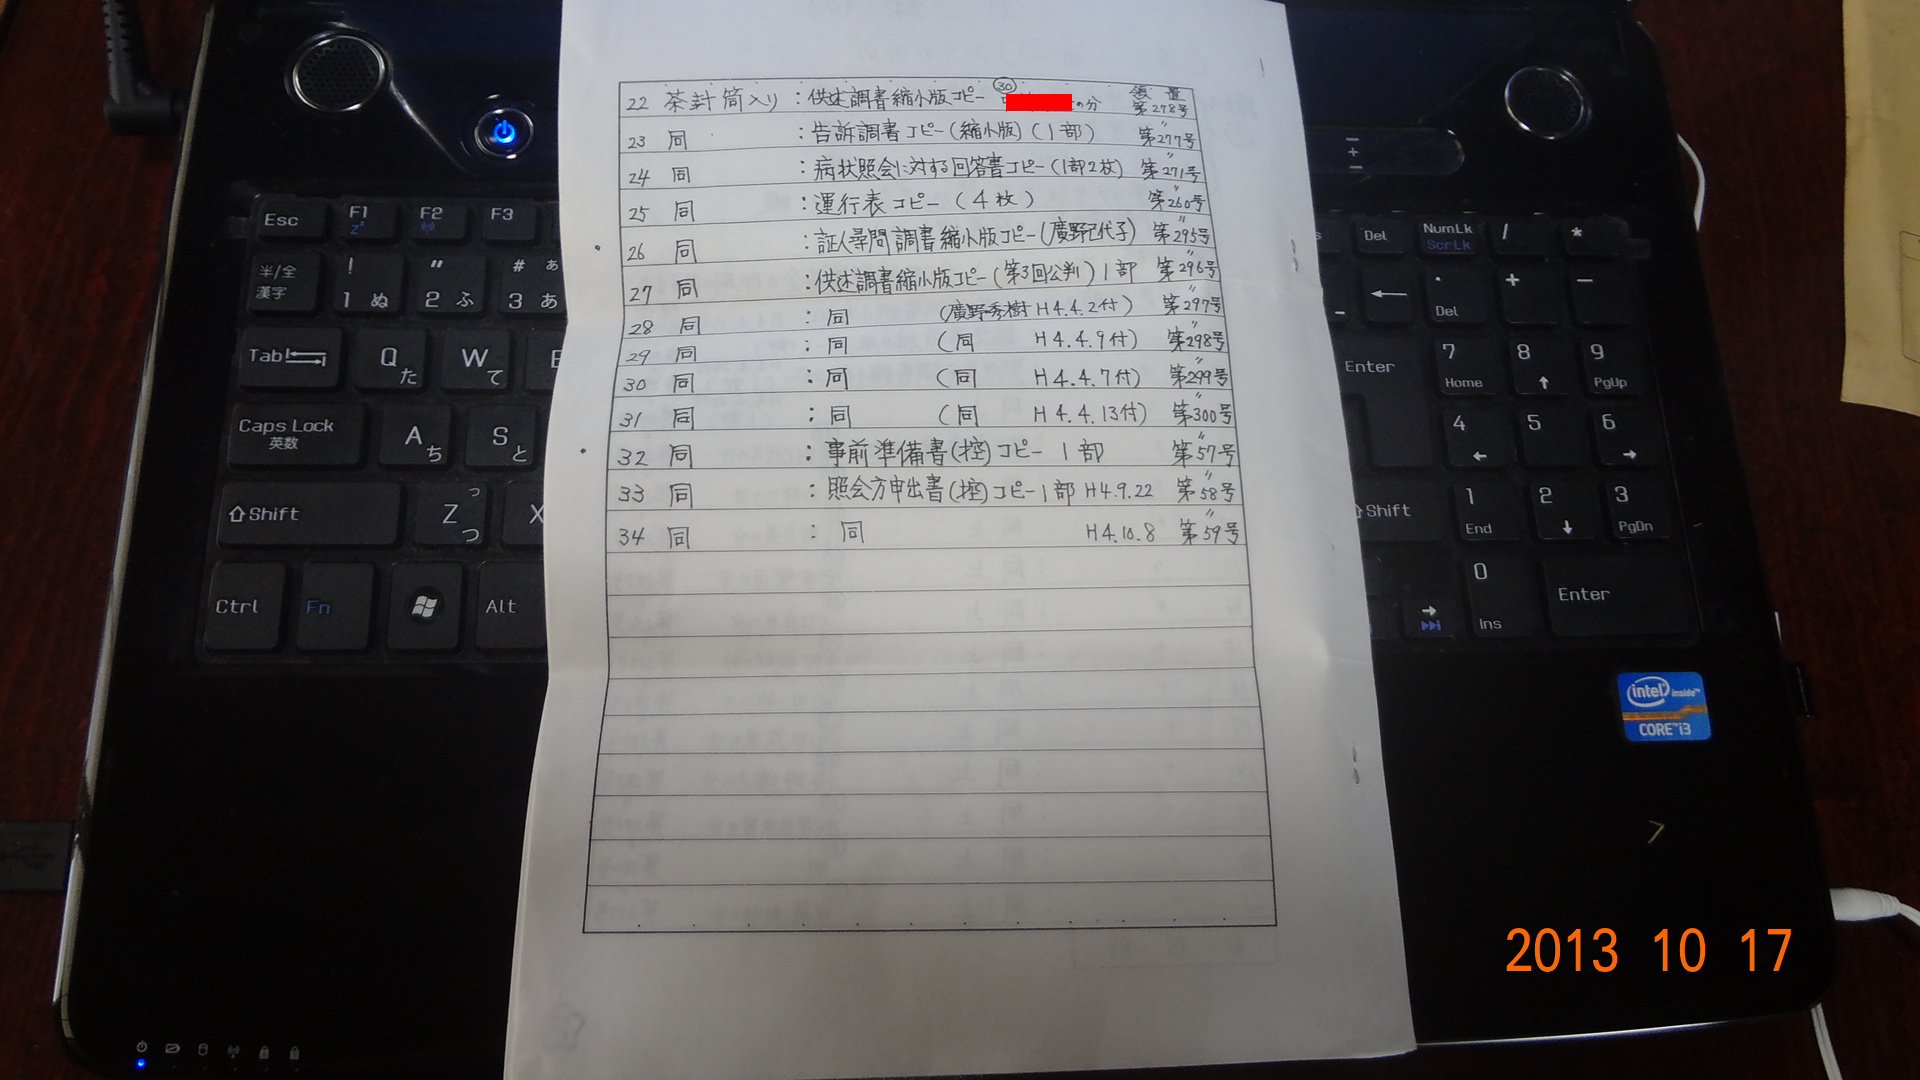 ㉚
22 茶封筒入り :供述調書縮小版コピー の分 領置第278号
23 同 :告訴調書コピー(縮小版)(1部) 〃第277号
24 同 :病状照会に対する回答書コピー(1部2枚) 〃第271号
25 同 :運行表コピー(4枚) 〃第260号
26 同 :証人尋問調書縮小版コピー(廣野己代子) 〃第295号
27 同 :供述調書縮小版コピー(第3回公判)1部 〃第296号
28 同 :同 (廣野秀樹 H4.4.2付) 〃第297号
29 同 :同 (同 H4.4.9付) 〃第298号
30 同 :同 (同 H4.4.7付) 〃第299号
31 同 :同 (同 H4.4.13付) 〃第300号
32 同 :事前準備書(控)コピー 1部 〃第57号
33 同 :照会方申出書(控)コピー1部 H4.9.22 〃第58号
34 同 :同 H4.10.8 〃第59号
Esc F1 F2 F3
半/全 漢字 ! 1 ぬ " 2 ふ # 3 ぁ あ
Tab Q た W て E
Caps Lock 英数 A ち S と
Shift Z っ つ X
Ctrl Fn Alt
Del NumLk ScrLk / *
Del + -
Enter 7 Home 8 9 PgUp
4 5 6
Shift 1 End 2 3 PgDn
0 Ins Enter
intel inside™
CORE™i3
2013 10 17